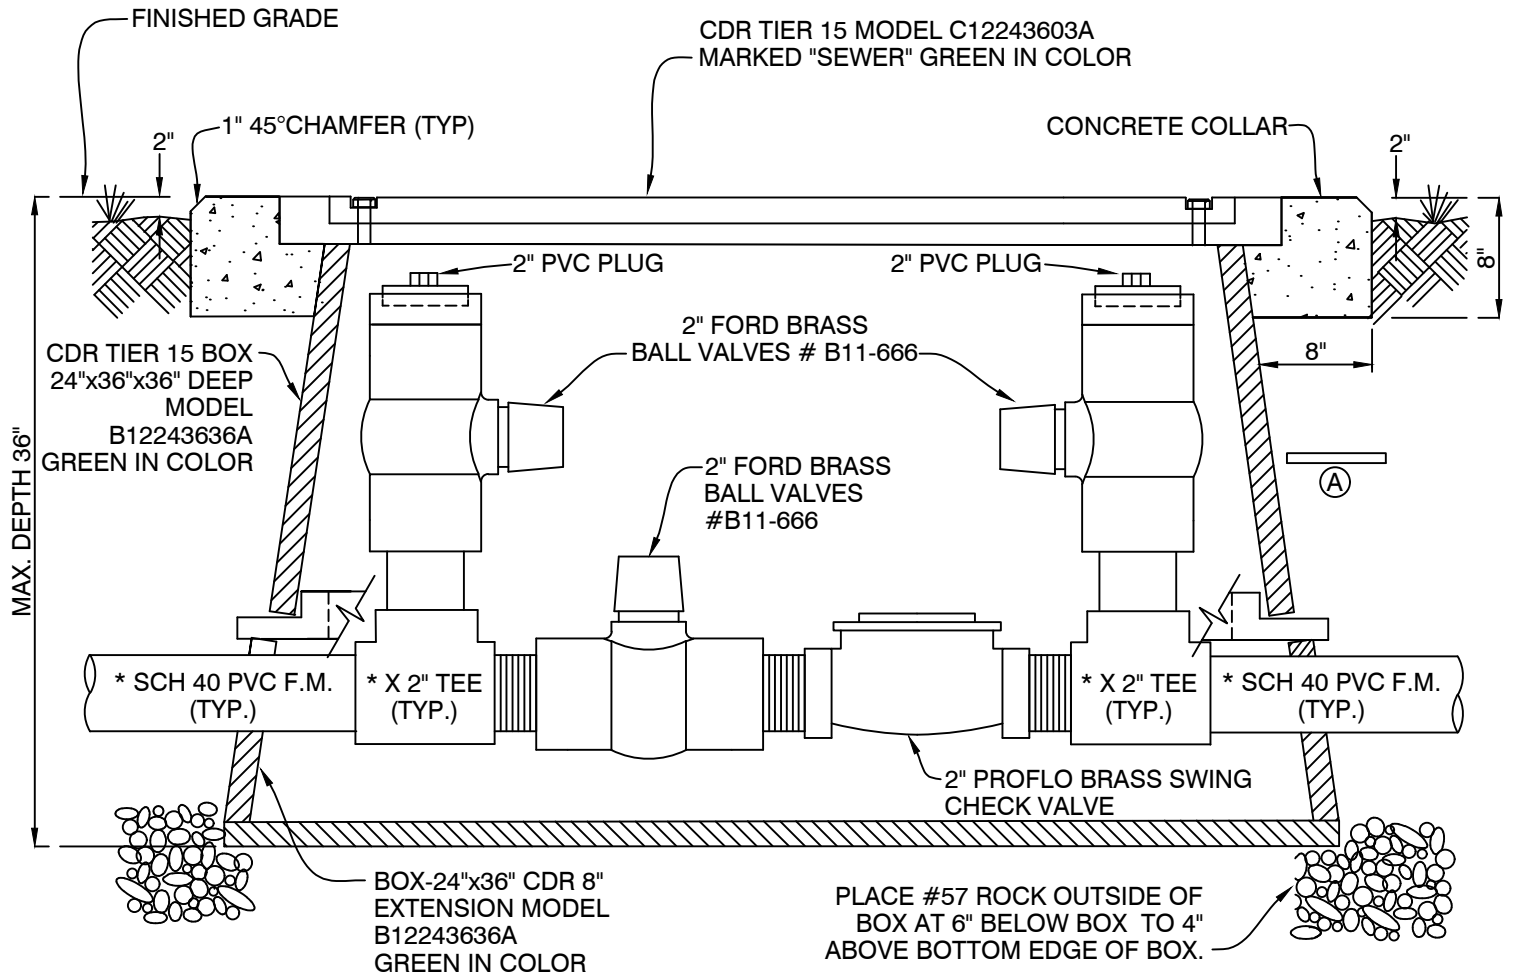 FINISHED GRADE
CDR TIER 15 MODEL C12243603A
MARKED "SEWER" GREEN IN COLOR
1" 45°CHAMFER (TYP)
CONCRETE COLLAR
2"
2"
2" PVC PLUG
2" PVC PLUG
8"
2" FORD BRASS
BALL VALVES # B11-666
8"
CDR TIER 15 BOX
24"x36"x36" DEEP
MODEL
B12243636A
GREEN IN COLOR
MAX. DEPTH 36"
2" FORD BRASS
BALL VALVES
#B11-666
A
* SCH 40 PVC F.M.
(TYP.)
* X 2" TEE
(TYP.)
* X 2" TEE
(TYP.)
* SCH 40 PVC F.M.
(TYP.)
2" PROFLO BRASS SWING
CHECK VALVE
BOX-24"x36" CDR 8"
EXTENSION MODEL
B12243636A
GREEN IN COLOR
PLACE #57 ROCK OUTSIDE OF
BOX AT 6" BELOW BOX TO 4"
ABOVE BOTTOM EDGE OF BOX.